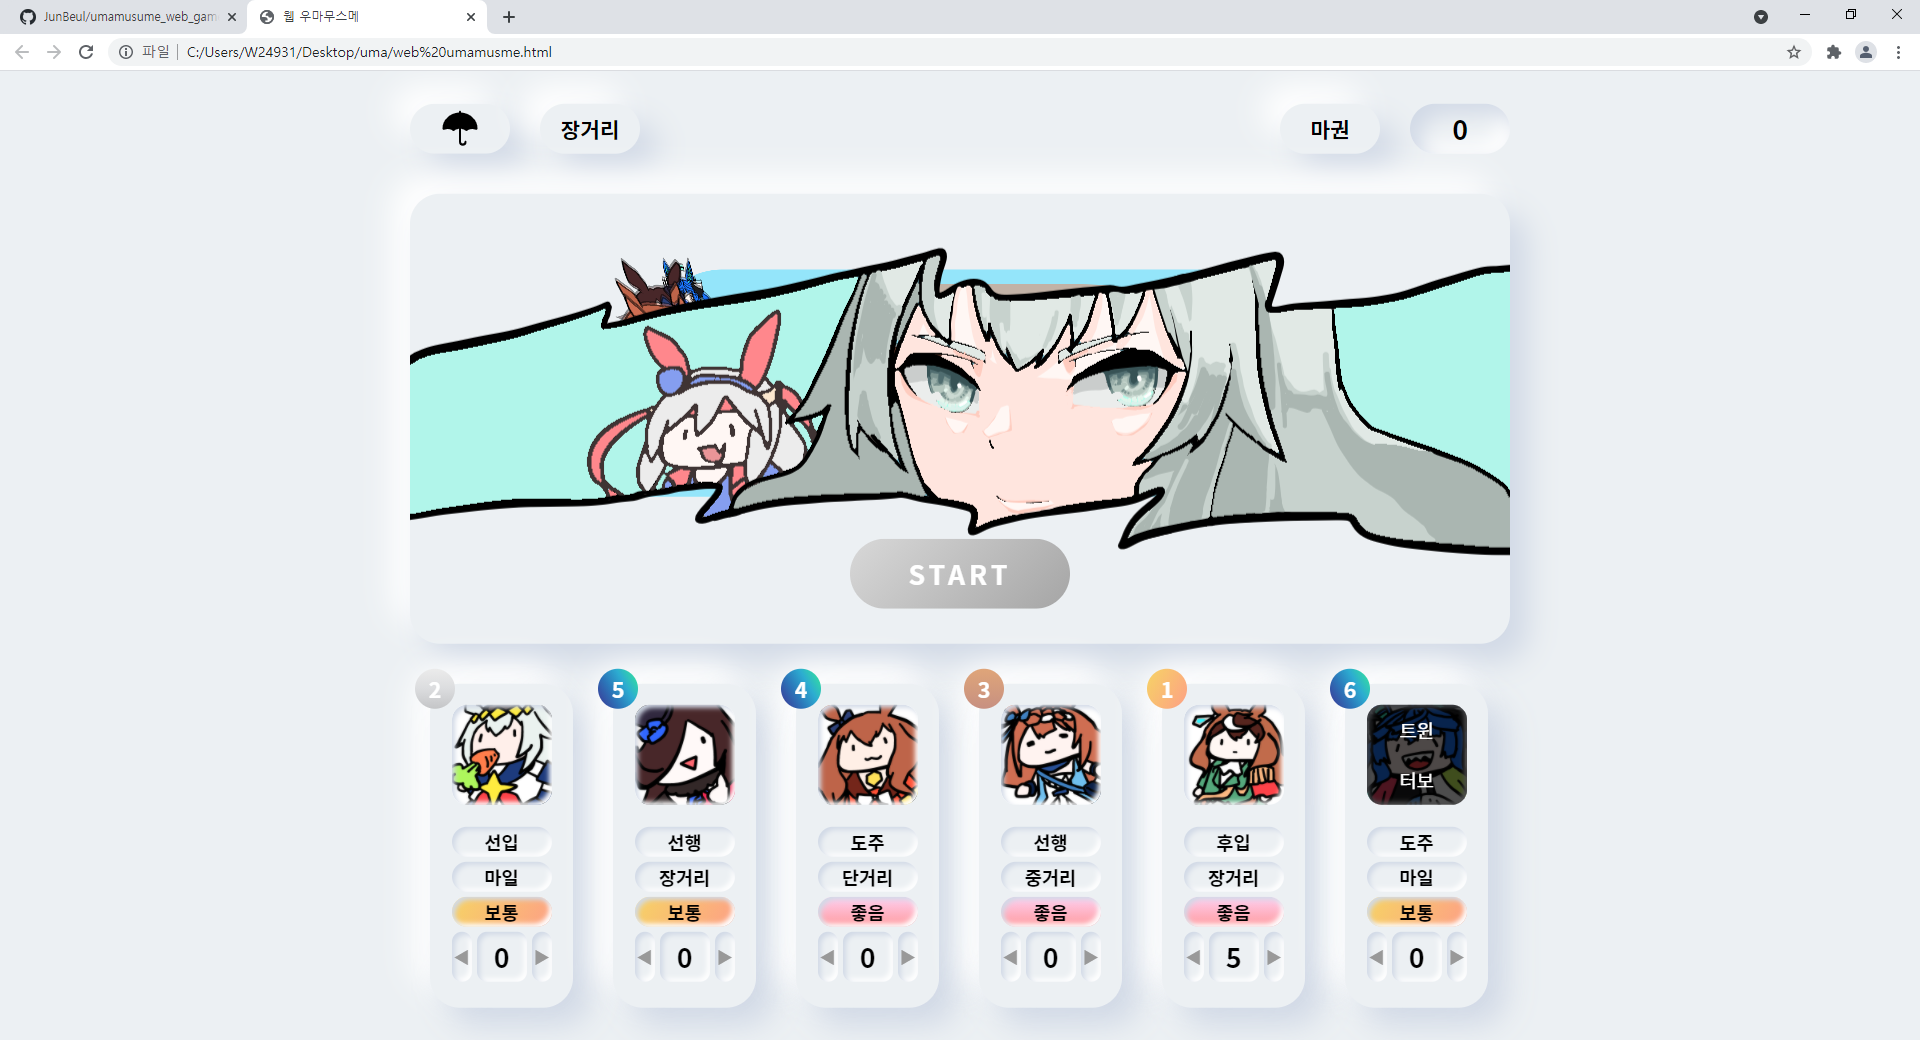 JunBeul/umamusume_web_gam
웹 우마무스메
파일
C:/Users/W24931/Desktop/uma/web%20umamusme.html
장거리
마권
0
START
2
5
4
3
1
6
트윈
터보
선입
선행
도주
선행
후입
도주
마일
장거리
단거리
중거리
장거리
마일
보통
보통
좋음
좋음
좋음
보통
0
0
0
0
5
0